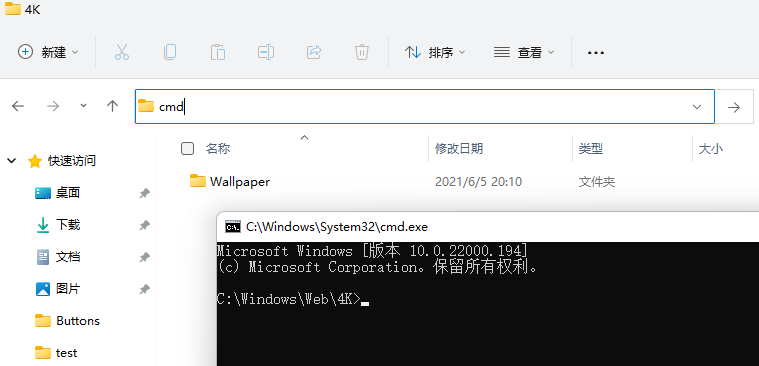 4K
新建 排序 查看
cmd
名称 修改日期 类型 大小
快速访问
Wallpaper 2021/6/5 20:10 文件夹
桌面
下载
文档
图片
Buttons
test
C:\Windows\System32\cmd.exe
Microsoft Windows [版本 10.0.22000.194]
(c) Microsoft Corporation。保留所有权利。
C:\Windows\Web\4K>